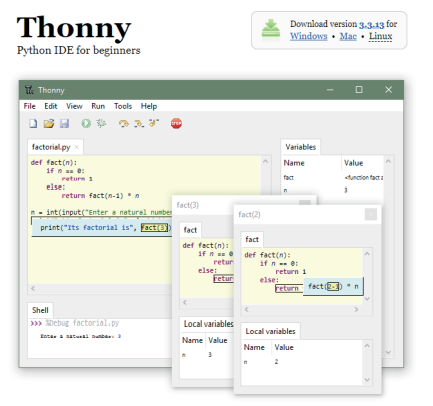 Thonny
Python IDE for beginners
Download version 3.3.13 for
Windows • Mac • Linux
Thonny
File Edit View Run Tools Help
factorial.py ×
def fact(n):
if n == 0:
return 1
else:
return fact(n-1) * n
n = int(input("Enter a natural number
print("Its factorial is", fact(3))
Shell
>>> %Debug factorial.py
Enter a natural number: 3
Variables
Name Value
fact <function fact a
n 3
fact(3)
fact
def fact(n):
if n == 0:
return
else:
return
Local variables
Name Value
n 3
fact(2)
fact
def fact(n):
if n == 0:
return 1
else:
return fact(2-1) * n
Local variables
Name Value
n 2